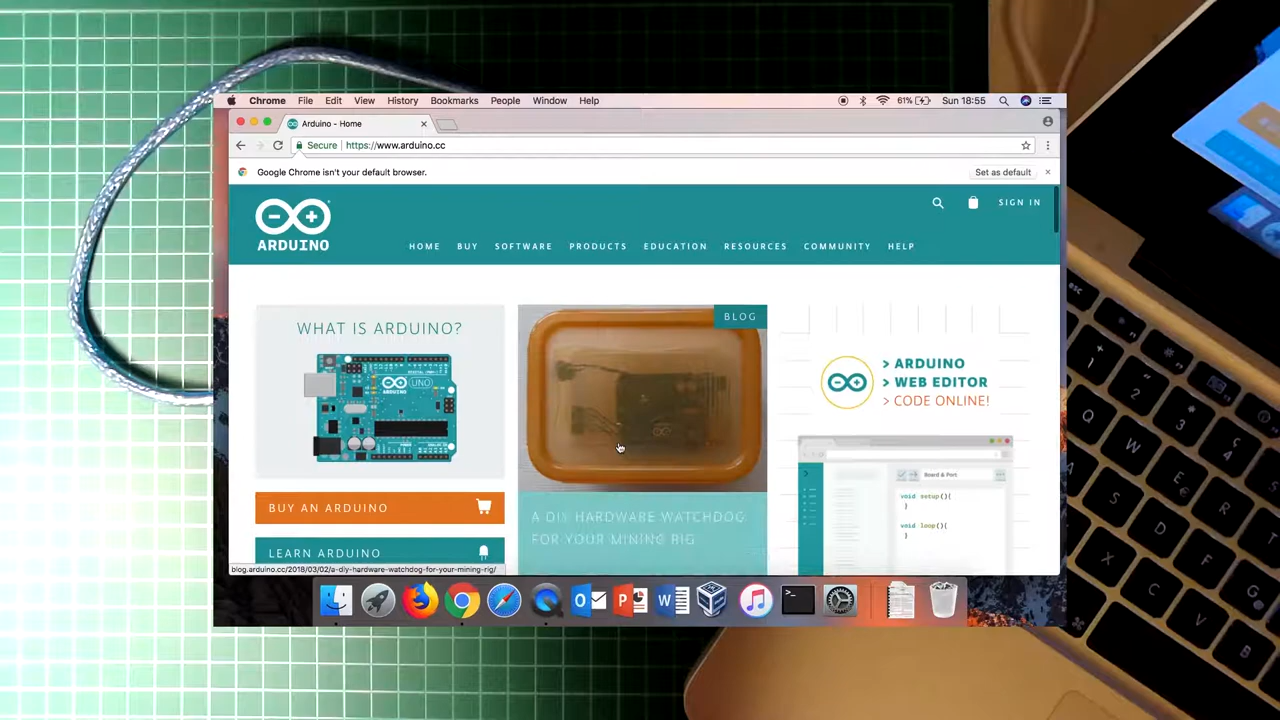 Chrome File Edit View History Bookmarks People Window Help 61% Sun 18:55
Arduino - Home
Secure https://www.arduino.cc
Google Chrome isn't your default browser. Set as default
SIGN IN
ARDUINO
HOME BUY SOFTWARE PRODUCTS EDUCATION RESOURCES COMMUNITY HELP
WHAT IS ARDUINO?
UNO
BUY AN ARDUINO
LEARN ARDUINO
BLOG
A DIY HARDWARE WATCHDOG
FOR YOUR MINING RIG
> ARDUINO
> WEB EDITOR
> CODE ONLINE!
Board & Port
void setup(){
}
void loop(){
}
blog.arduino.cc/2018/03/02/a-diy-hardware-watchdog-for-your-mining-rig/
esc
Q
W
E
R
A
S
D
F
Z
X
C
V